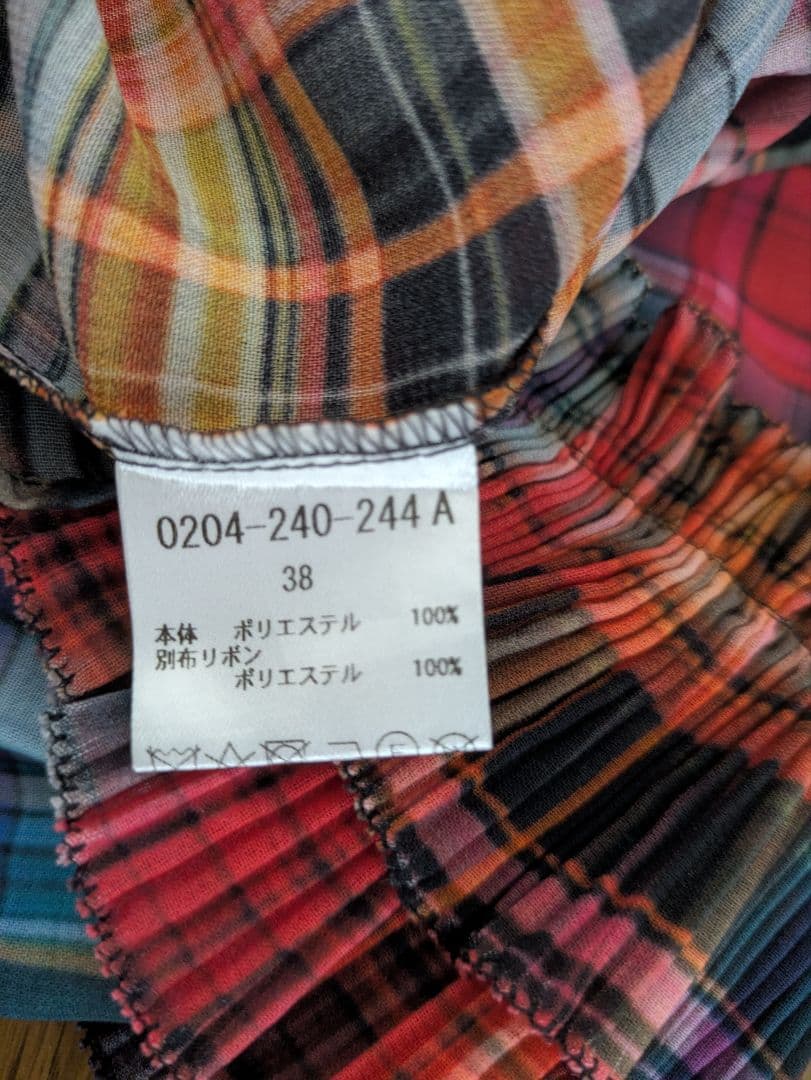 0204-240-244 A
38
本体 ポリエステル 100%
別布リボン
ポリエステル 100%